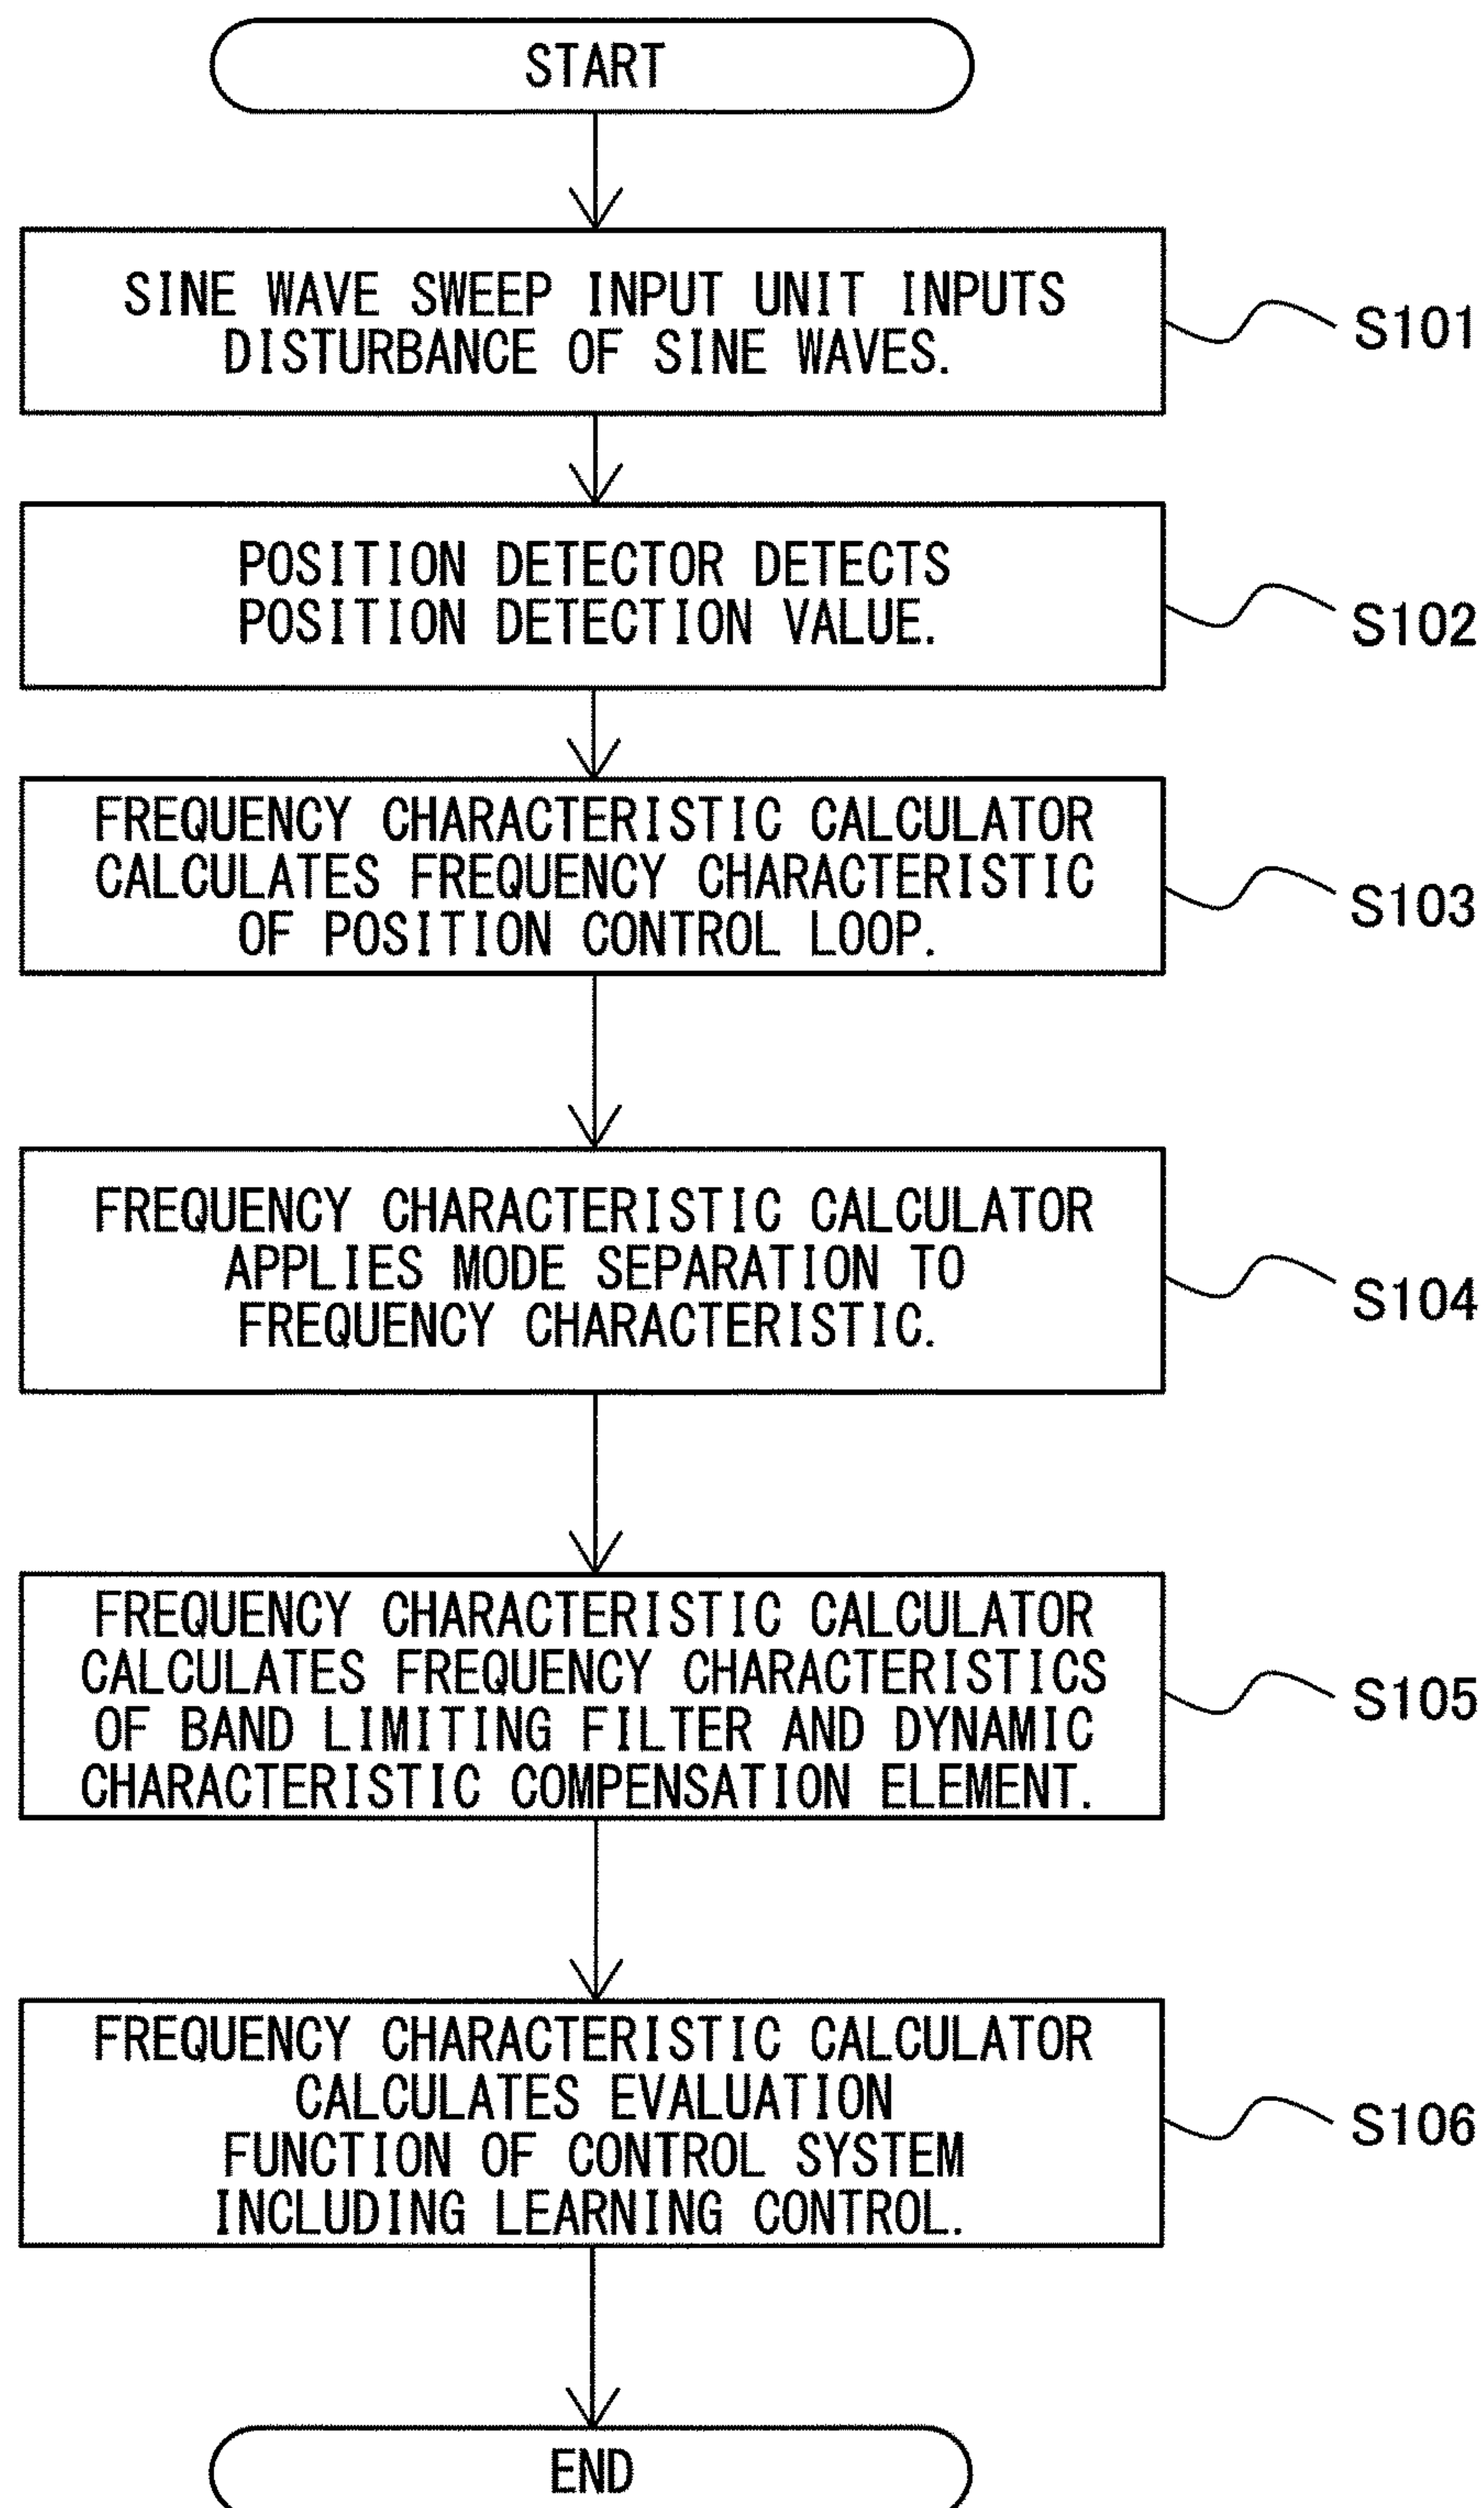 START
SINE WAVE SWEEP INPUT UNIT INPUTS
DISTURBANCE OF SINE WAVES.
S101
POSITION DETECTOR DETECTS
POSITION DETECTION VALUE.
S102
FREQUENCY CHARACTERISTIC CALCULATOR
CALCULATES FREQUENCY CHARACTERISTIC
OF POSITION CONTROL LOOP.
S103
FREQUENCY CHARACTERISTIC CALCULATOR
APPLIES MODE SEPARATION TO
FREQUENCY CHARACTERISTIC.
S104
FREQUENCY CHARACTERISTIC CALCULATOR
CALCULATES FREQUENCY CHARACTERISTICS
OF BAND LIMITING FILTER AND DYNAMIC
CHARACTERISTIC COMPENSATION ELEMENT.
S105
FREQUENCY CHARACTERISTIC CALCULATOR
CALCULATES EVALUATION
FUNCTION OF CONTROL SYSTEM
INCLUDING LEARNING CONTROL.
S106
END